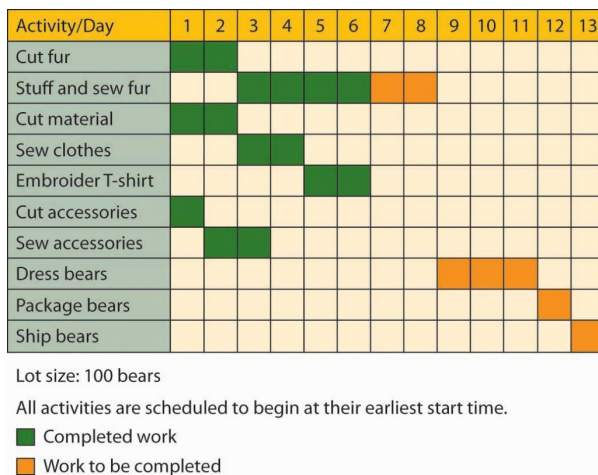 Activity/Day 1 2 3 4 5 6 7 8 9 10 11 12 13
Cut fur
Stuff and sew fur
Cut material
Sew clothes
Embroider T-shirt
Cut accessories
Sew accessories
Dress bears
Package bears
Ship bears
Lot size: 100 bears
All activities are scheduled to begin at their earliest start time.
Completed work
Work to be completed